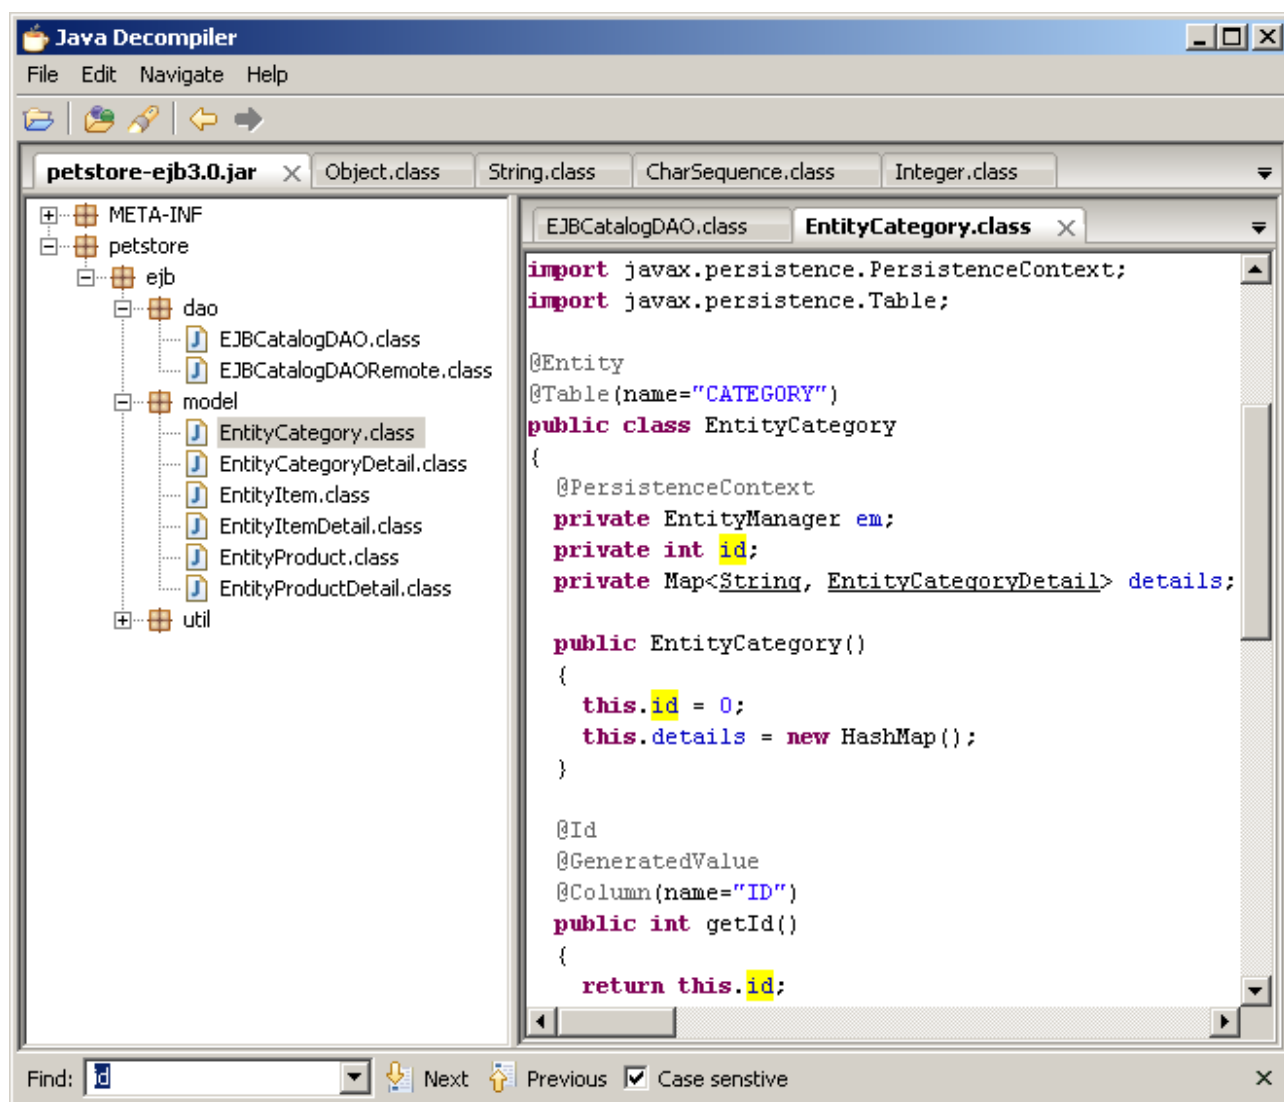 Java Decompiler
File Edit Navigate Help
petstore-ejb3.0.jar Object.class String.class CharSequence.class Integer.class
META-INF
petstore
ejb
dao
EJBCatalogDAO.class
EJBCatalogDAORemote.class
model
EntityCategory.class
EntityCategoryDetail.class
EntityItem.class
EntityItemDetail.class
EntityProduct.class
EntityProductDetail.class
util
EJBCatalogDAO.class EntityCategory.class
import javax.persistence.PersistenceContext;
import javax.persistence.Table;
@Entity
@Table(name="CATEGORY")
public class EntityCategory
{
@PersistenceContext
private EntityManager em;
private int id;
private Map<String, EntityCategoryDetail> details;
public EntityCategory()
{
this.id = 0;
this.details = new HashMap();
}
@Id
@GeneratedValue
@Column(name="ID")
public int getId()
{
return this.id;
Find: id Next Previous Case senstive